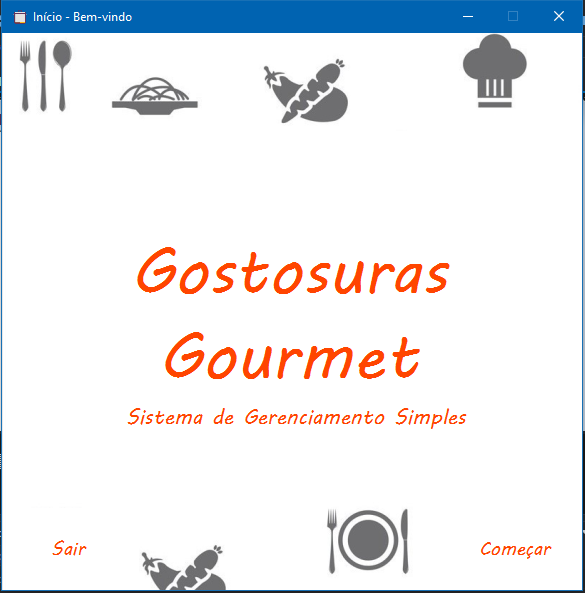 Início - Bem-vindo
Gostosuras
Gourmet
Sistema de Gerenciamento Simples
Sair
Começar